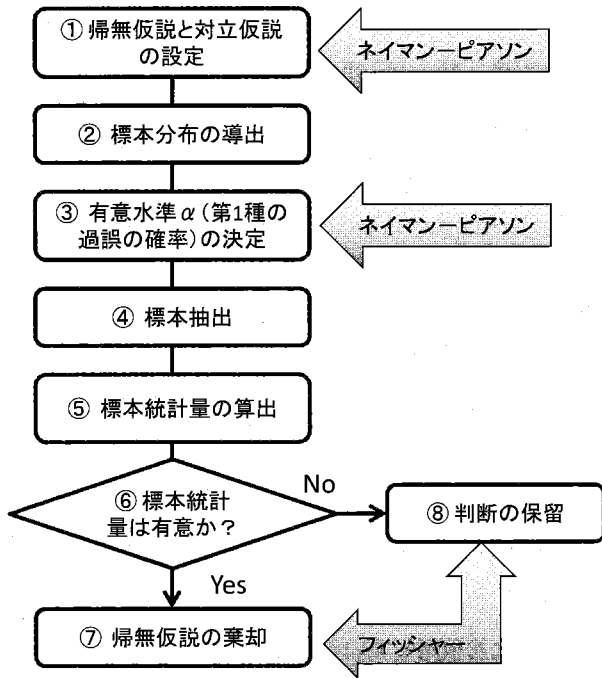 ① 帰無仮説と対立仮説
の設定
ネイマンーピアソン
② 標本分布の導出
③ 有意水準α(第1種の
過誤の確率)の決定
ネイマンーピアソン
④ 標本抽出
⑤ 標本統計量の算出
⑥ 標本統計
量は有意か?
No
⑧ 判断の保留
Yes
⑦ 帰無仮説の棄却
フィッシャー